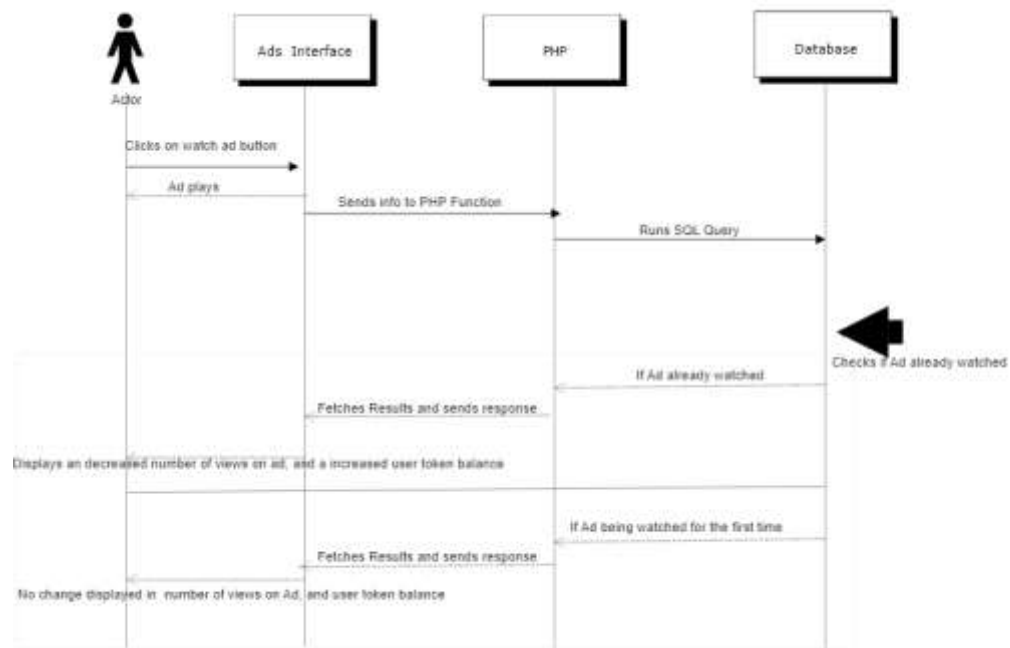 Ads Interface
PHP
Database
Actor
Clicks on watch ad button
Ad plays
Sends info to PHP Function
Runs SQL Query
Checks if Ad already watched
If Ad already watched
Fetches Results and sends response
Displays an decreased number of views on ad, and a increased user token balance
If Ad being watched for the first time
Fetches Results and sends response
No change displayed in number of views on Ad, and user token balance